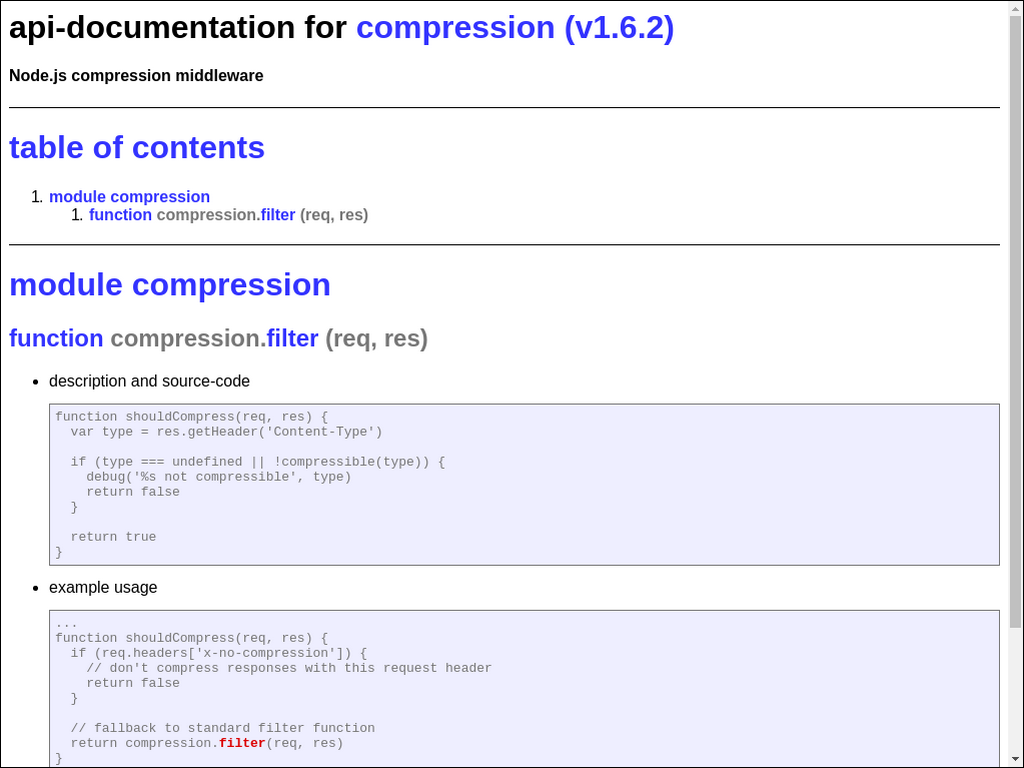 api-documentation for compression (v1.6.2)
Node.js compression middleware
table of contents
1. module compression
1. function compression.filter (req, res)
module compression
function compression.filter (req, res)
• description and source-code
function shouldCompress(req, res) {
  var type = res.getHeader('Content-Type')

  if (type === undefined || !compressible(type)) {
    debug('%s not compressible', type)
    return false
  }

  return true
}
• example usage
...
function shouldCompress(req, res) {
  if (req.headers['x-no-compression']) {
    // don't compress responses with this request header
    return false
  }

  // fallback to standard filter function
  return compression.filter(req, res)
}